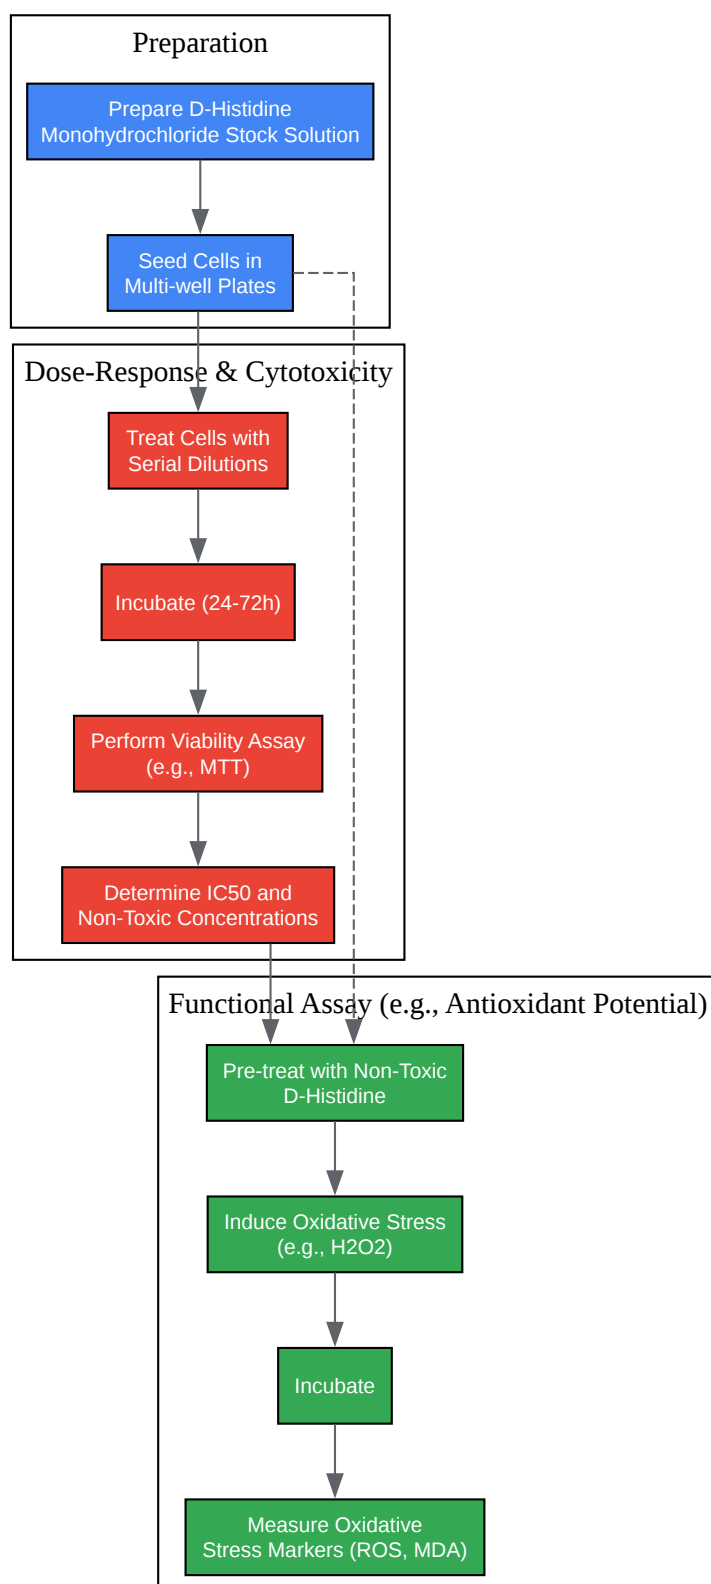 Preparation
Prepare D-Histidine
Monohydrochloride Stock Solution
Seed Cells in
Multi-well Plates
Dose-Response & Cytotoxicity
Treat Cells with
Serial Dilutions
Incubate (24-72h)
Perform Viability Assay
(e.g., MTT)
Determine IC50 and
Non-Toxic Concentrations
Functional Assay (e.g., Antioxidant Potential)
Pre-treat with Non-Toxic
D-Histidine
Induce Oxidative Stress
(e.g., H2O2)
Incubate
Measure Oxidative
Stress Markers (ROS, MDA)